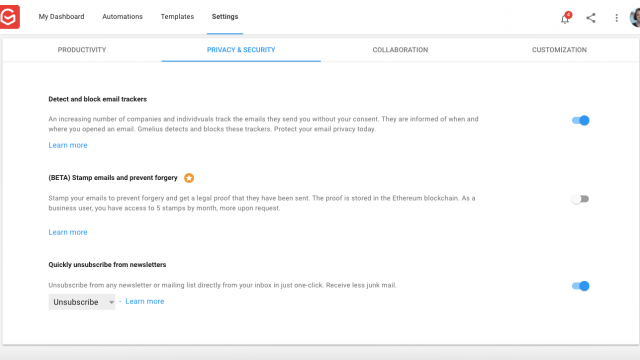 My Dashboard Automations Templates Settings
PRODUCTIVITY PRIVACY & SECURITY COLLABORATION CUSTOMIZATION
Detect and block email trackers
An increasing number of companies and individvuals track the emails they send you without your consent. They are informed of when and
where you opened an email. Gmelius detects and blocks these trackers. Protect your email privacy today.
Learn more
(BETA) Stamp emails and prevent forgery
Stamp your emails to prevent forgery and get a legal proof that they have been sent. The proof is stored in the Ethereum blockchain. As a
business user, you have access to 5 stamps by month, more upon request.
Learn more
Quickly unsubscribe from newsletters
Unsubscribe from any newsletter or mailing list directly from your inbox in just one-click. Receive less junk mail.
Unsubscribe - Learn more